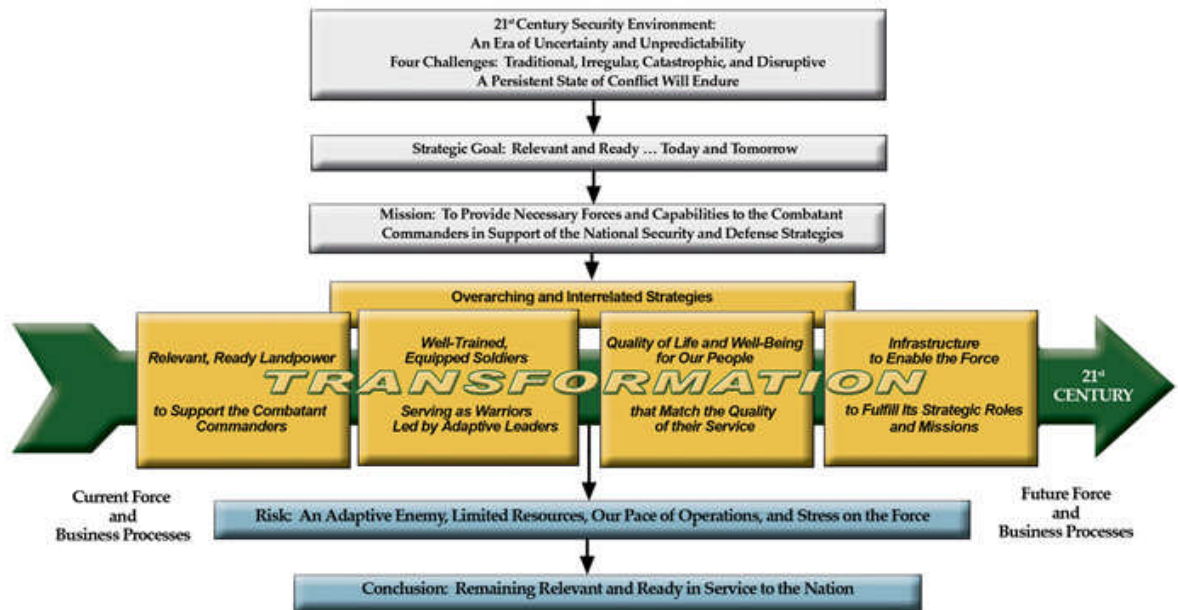 21st Century Security Environment:
An Era of Uncertainty and Unpredictability
Four Challenges: Traditional, Irregular, Catastrophic, and Disruptive
A Persistent State of Conflict Will Endure
Strategic Goal: Relevant and Ready ... Today and Tomorrow
Mission: To Provide Necessary Forces and Capabilities to the Combatant
Commanders in Support of the National Security and Defense Strategies
Overarching and Interrelated Strategies
Relevant, Ready Landpower
to Support the Combatant
Commanders
Well-Trained,
Equipped Soldiers
Serving as Warriors
Led by Adaptive Leaders
Quality of Life and Well-Being
for Our People
that Match the Quality
of their Service
Infrastructure
to Enable the Force
to Fulfill Its Strategic Roles
and Missions
TRANSFORMATION
21st
CENTURY
Current Force
and
Business Processes
Future Force
and
Business Processes
Risk: An Adaptive Enemy, Limited Resources, Our Pace of Operations, and Stress on the Force
Conclusion: Remaining Relevant and Ready in Service to the Nation